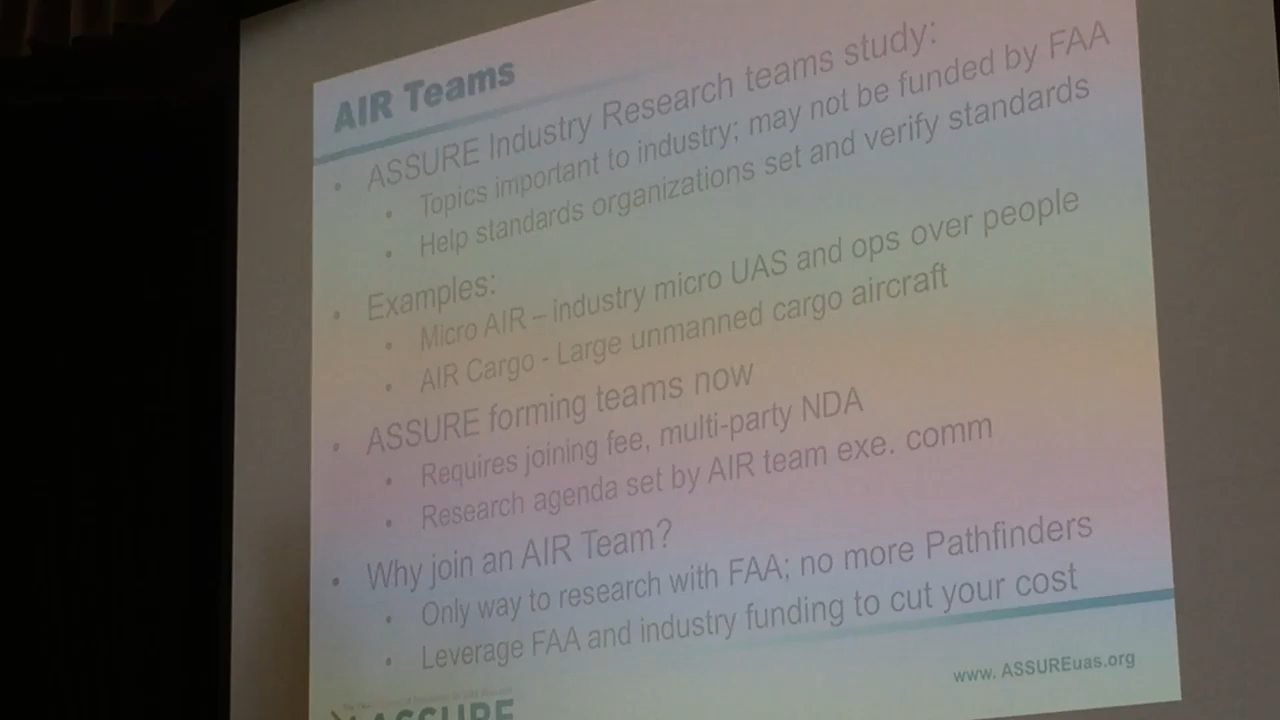 AIR Teams
• ASSURE Industry Research teams study:
• Topics important to industry; may not be funded by FAA
• Help standards organizations set and verify standards
• Examples:
• Micro AIR – industry micro UAS and ops over people
• AIR Cargo - Large unmanned cargo aircraft
• ASSURE forming teams now
• Requires joining fee, multi-party NDA
• Research agenda set by AIR team exe. comm
• Why join an AIR Team?
• Only way to research with FAA; no more Pathfinders
• Leverage FAA and industry funding to cut your cost
www. ASSUREuas.org
ASSURE